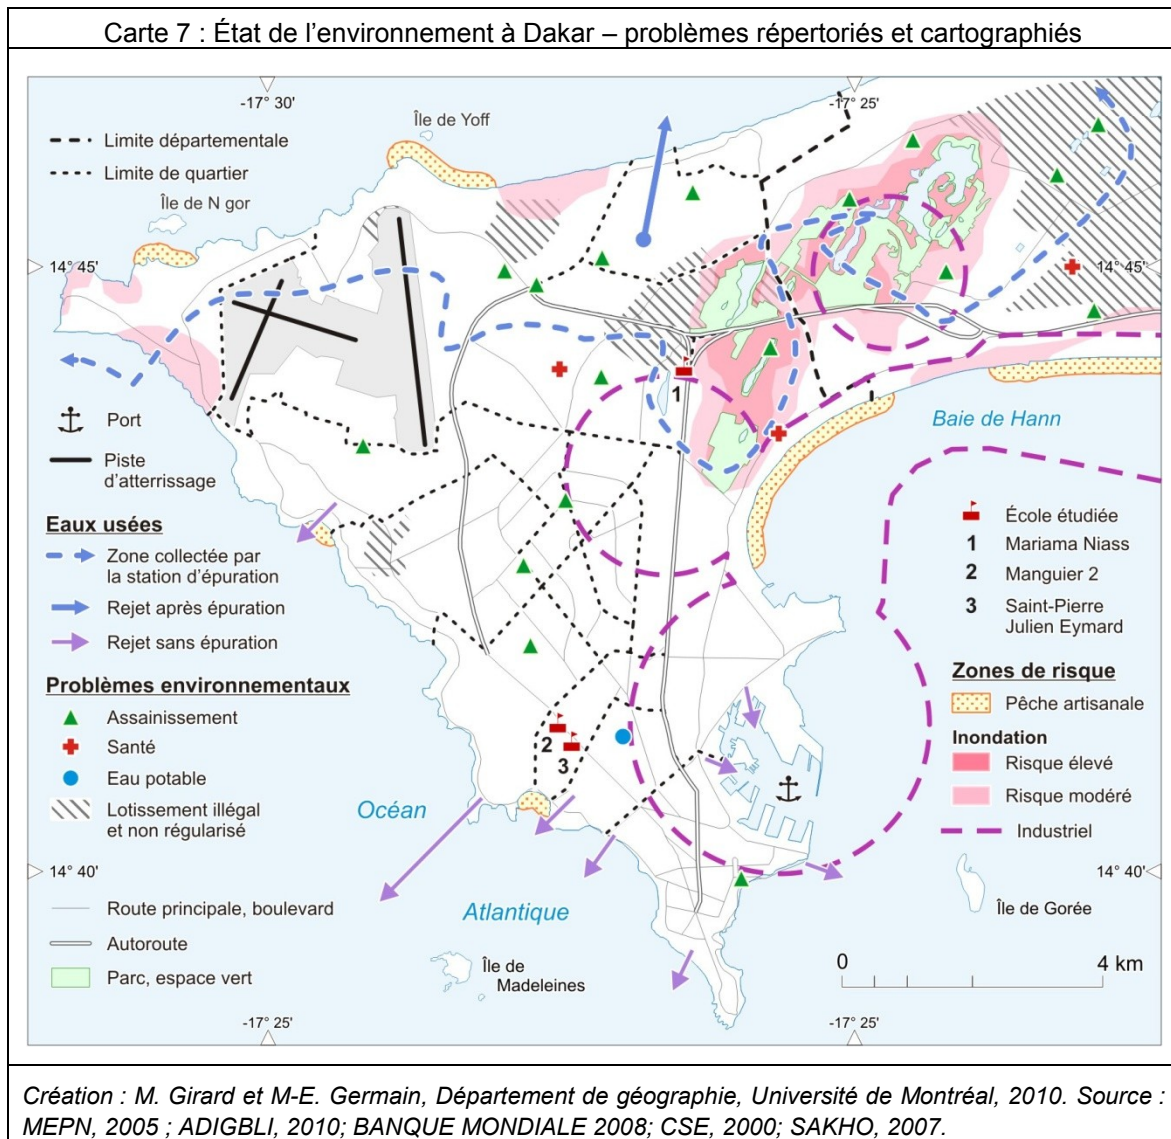 Carte 7 : État de l'environnement à Dakar – problèmes répertoriés et cartographiés
-17° 30'
-17° 25'
Île de Yoff
Limite départementale
Limite de quartier
Île de N gor
14° 45'
14° 45'
Port
Piste
d'atterrissage
Eaux usées
Zone collectée par
la station d'épuration
Rejet après épuration
Rejet sans épuration
Problèmes environnementaux
Assainissement
Santé
Eau potable
Lotissement illégal
et non régularisé
14° 40'
Route principale, boulevard
Autoroute
Parc, espace vert
1
2
3
Océan
Atlantique
Île de
Madeleines
Baie de Hann
École étudiée
1 Mariama Niass
2 Manguier 2
3 Saint-Pierre
Julien Eymard
Zones de risque
Pêche artisanale
Inondation
Risque élevé
Risque modéré
Industriel
14° 40'
Île de Gorée
0 4 km
-17° 25'
-17° 25'
Création : M. Girard et M-E. Germain, Département de géographie, Université de Montréal, 2010. Source :
MEPN, 2005 ; ADIGBLI, 2010; BANQUE MONDIALE 2008; CSE, 2000; SAKHO, 2007.